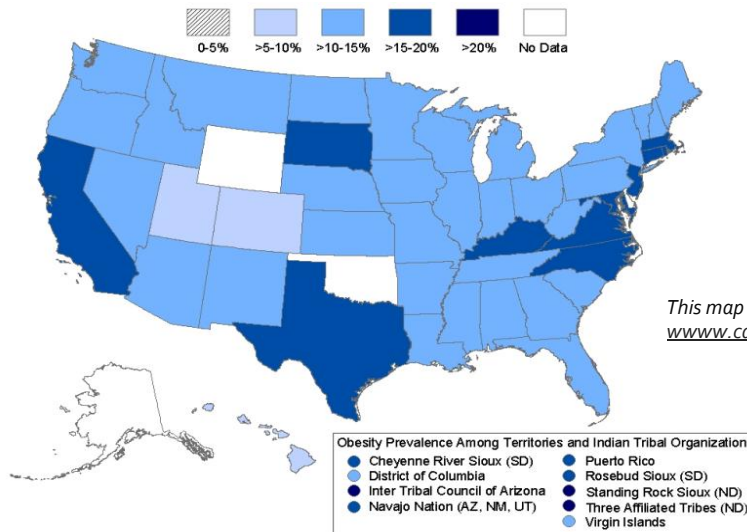 0-5% >5-10% >10-15% >15-20% >20% No Data
This map
wwww.co
Obesity Prevalence Among Territories and Indian Tribal Organization
Cheyenne River Sioux (SD)
District of Columbia
Inter Tribal Council of Arizona
Navajo Nation (AZ, NM, UT)
Puerto Rico
Rosebud Sioux (SD)
Standing Rock Sioux (ND)
Three Affiliated Tribes (ND)
Virgin Islands